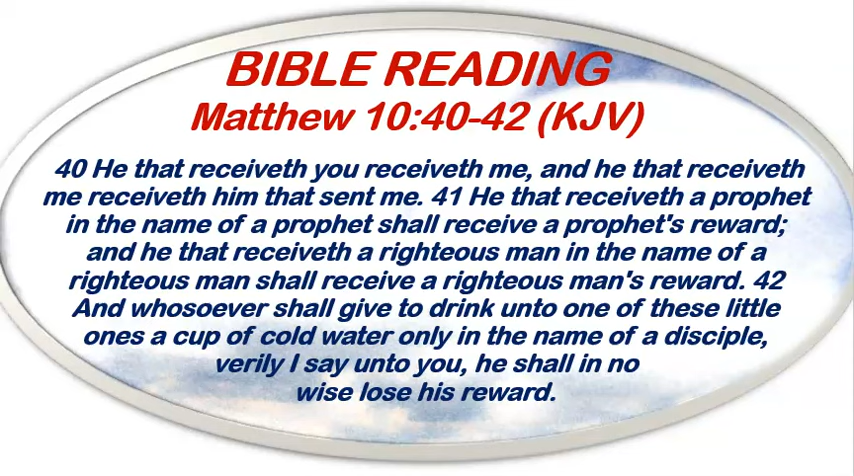 BIBLE READING
Matthew 10:40-42 (KJV)
40 He that receiveth you receiveth me, and he that receiveth
me receiveth him that sent me. 41 He that receiveth a prophet
in the name of a prophet shall receive a prophet's reward;
and he that receiveth a righteous man in the name of a
righteous man shall receive a righteous man's reward. 42
And whosoever shall give to drink unto one of these little
ones a cup of cold water only in the name of a disciple,
verily I say unto you, he shall in no
wise lose his reward.